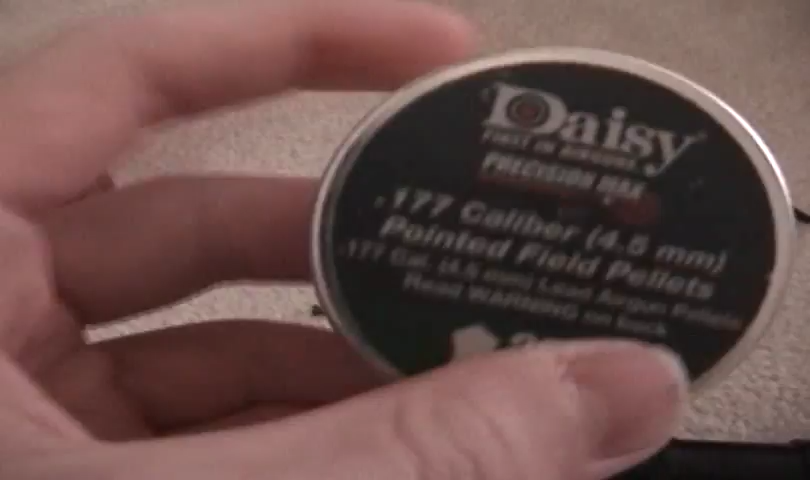 Daisy
FIRST IN AIRGUNS
PRECISION MAX
.177 Caliber (4.5 mm)
Pointed Field Pellets
.177 Cal. (4.5 mm) Lead Airgun Pellets
Read WARNING on back